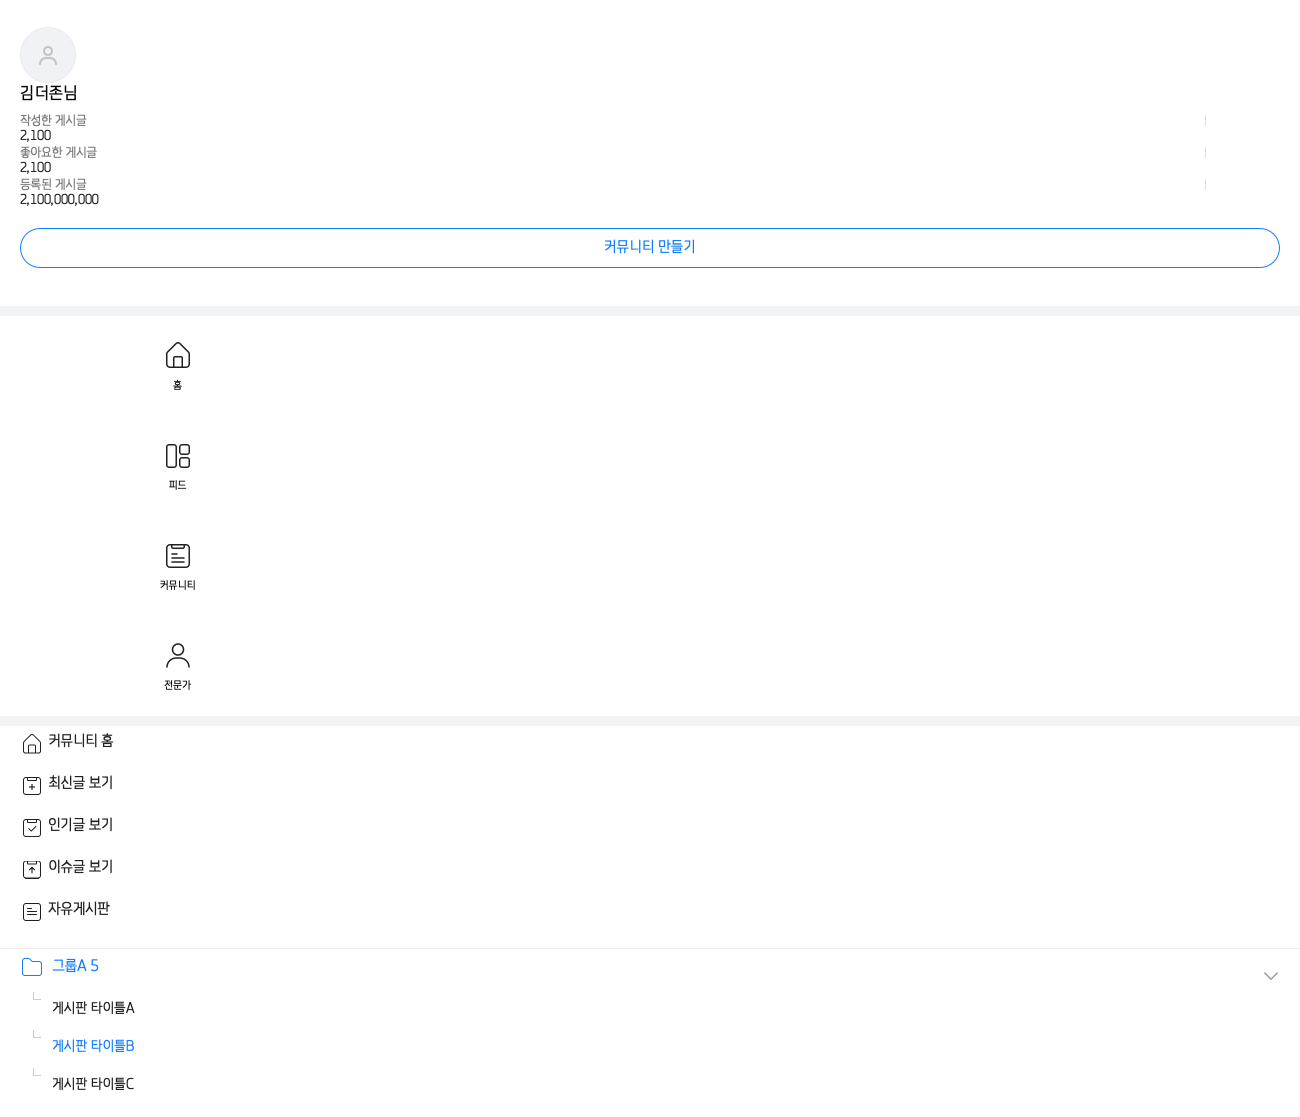 김더존님
작성한 게시글
2,100
좋아요한 게시글
2,100
등록된 게시글
2,100,000,000
커뮤니티 만들기
홈
피드
커뮤니티
전문가
커뮤니티 홈
최신글 보기
인기글 보기
이슈글 보기
자유게시판
그룹A 5
게시판 타이틀A
게시판 타이틀B
게시판 타이틀C